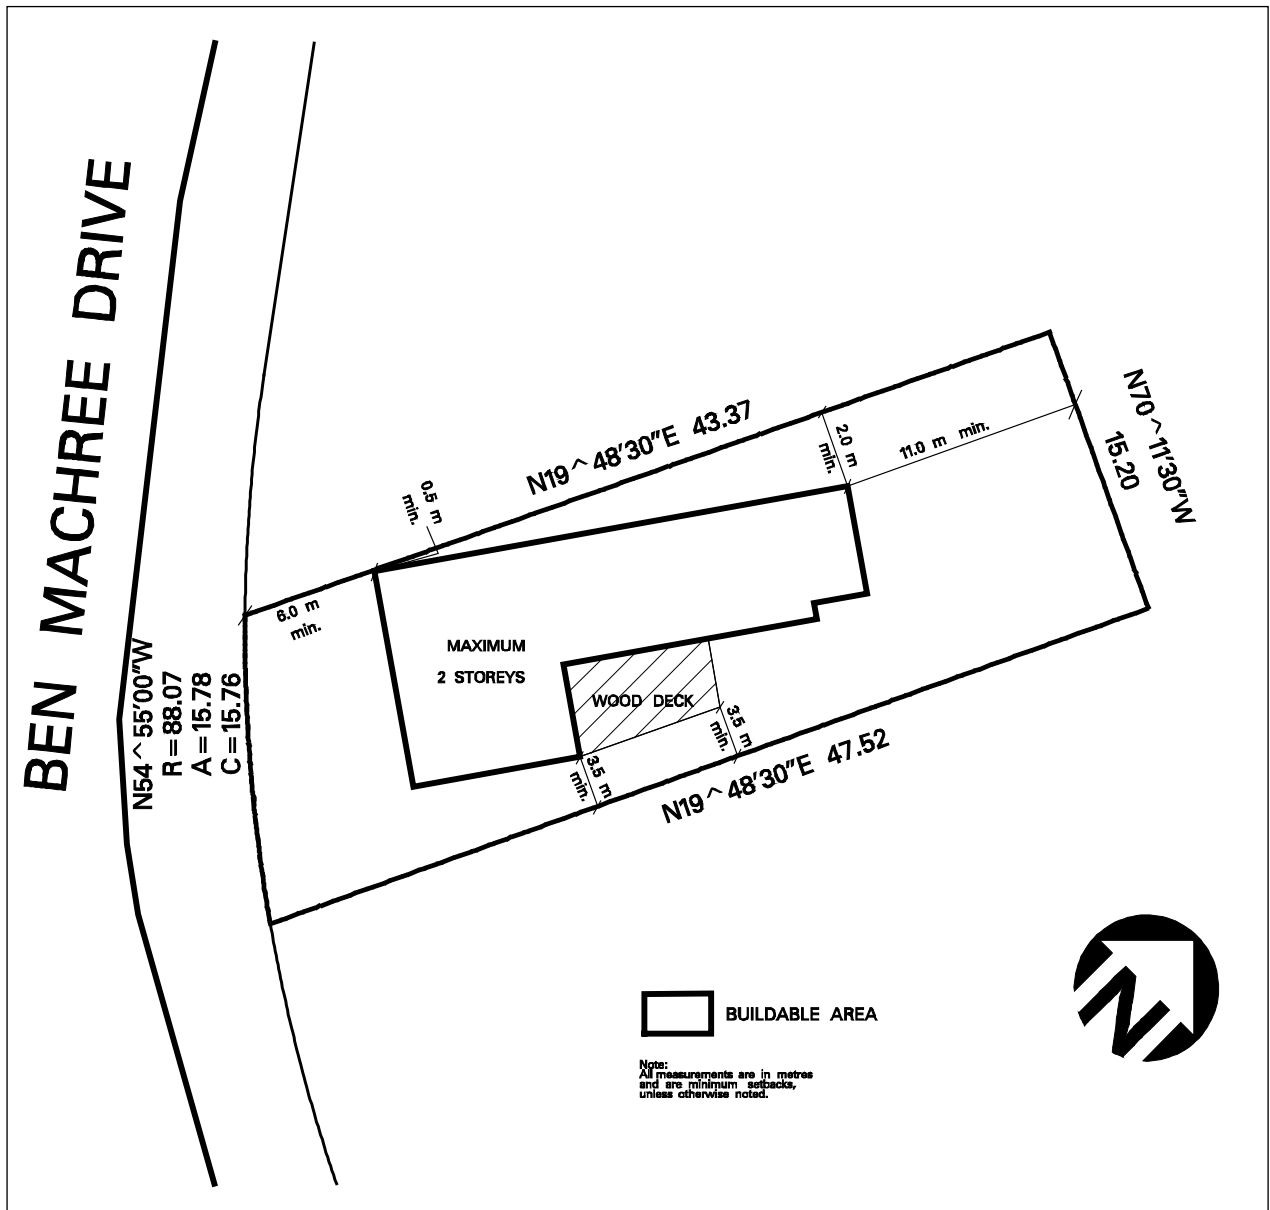 BEN MACHREE DRIVE
N54^55'00"W
R=88.07
A=15.78
C=15.76
N19^48'30"E 43.37
N70^11'30"W
15.20
2.0 m
min.
11.0 m min.
0.5 m
min.
6.0 m
min.
MAXIMUM
2 STOREYS
WOOD DECK
3.5 m
min.
3.5 m
min.
N19^48'30"E 47.52
N
BUILDABLE AREA
Note:
All measurements are in metres
and are minimum setbacks,
unless otherwise noted.